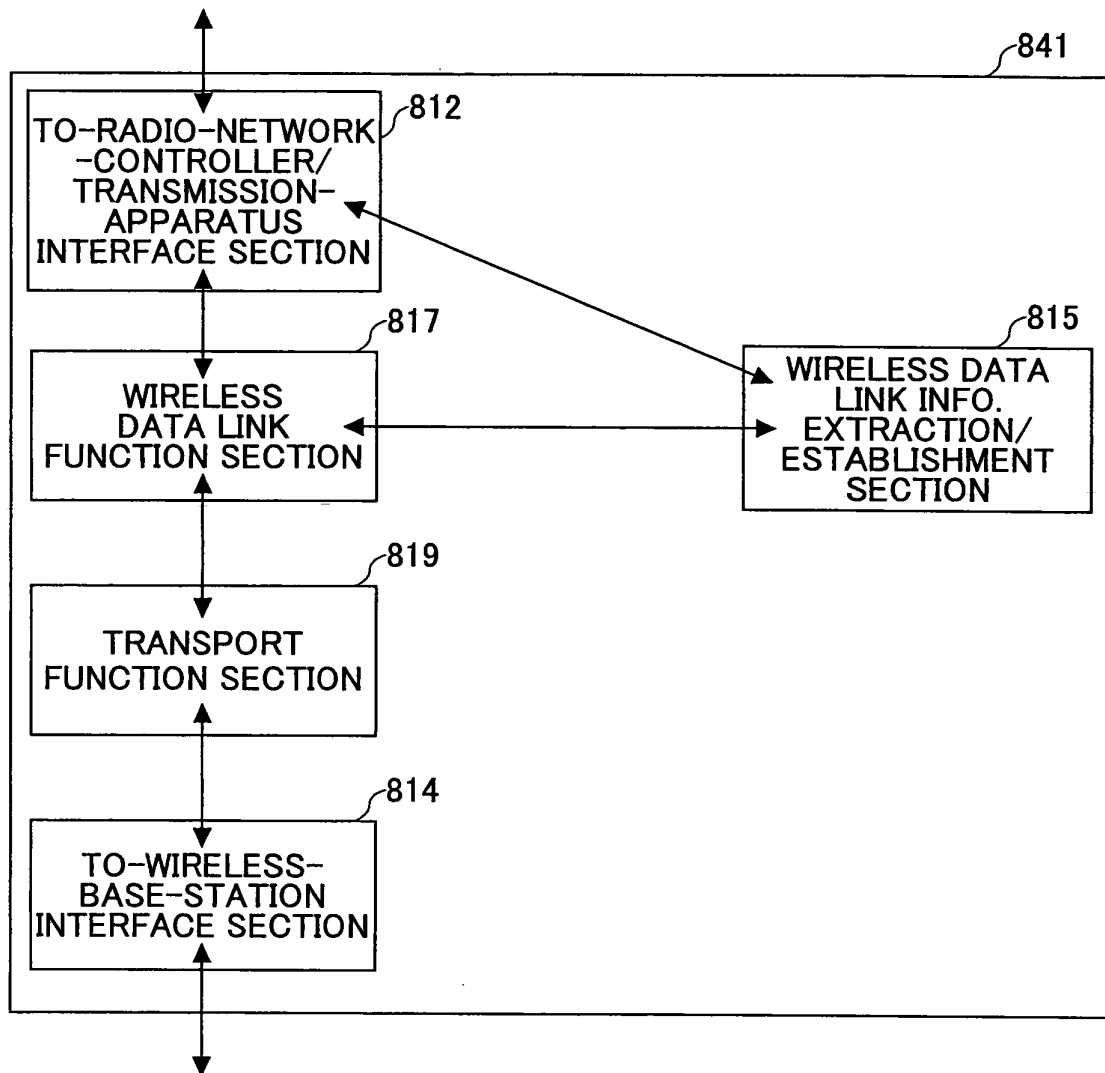 841
812
TO-RADIO-NETWORK
-CONTROLLER/
TRANSMISSION-
APPARATUS
INTERFACE SECTION
817
WIRELESS
DATA LINK
FUNCTION SECTION
815
WIRELESS DATA
LINK INFO.
EXTRACTION/
ESTABLISHMENT
SECTION
819
TRANSPORT
FUNCTION SECTION
814
TO-WIRELESS-
BASE-STATION
INTERFACE SECTION